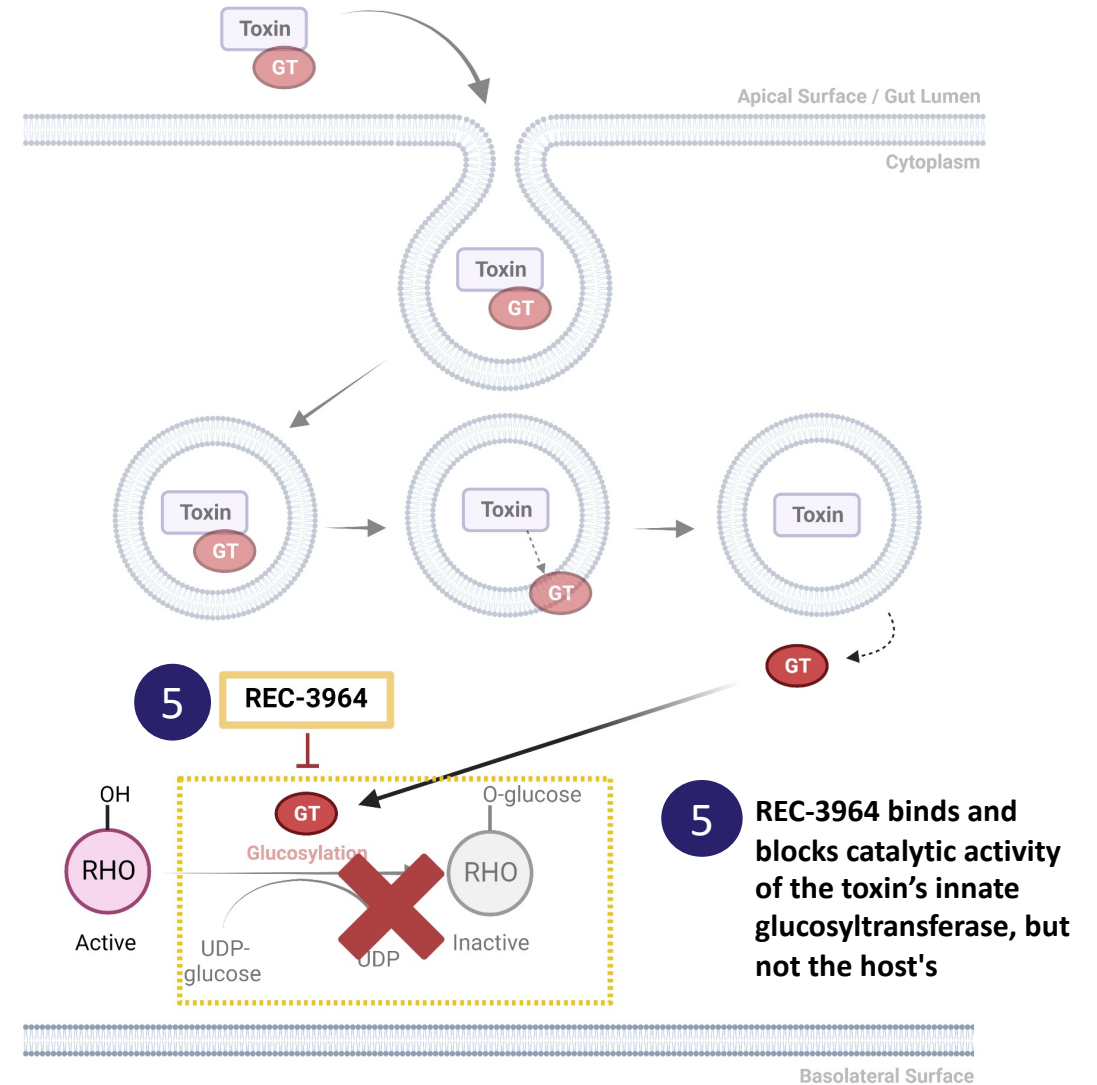 Toxin
GT
Apical Surface / Gut Lumen
Cytoplasm
Toxin
GT
Toxin
GT
Toxin
GT
Toxin
GT
5
REC-3964
OH
RHO
Active
GT
Glucosylation
O-glucose
RHO
Inactive
UDP-
glucose
UDP
5
REC-3964 binds and
blocks catalytic activity
of the toxin’s innate
glucosyltransferase, but
not the host's
Basolateral Surface